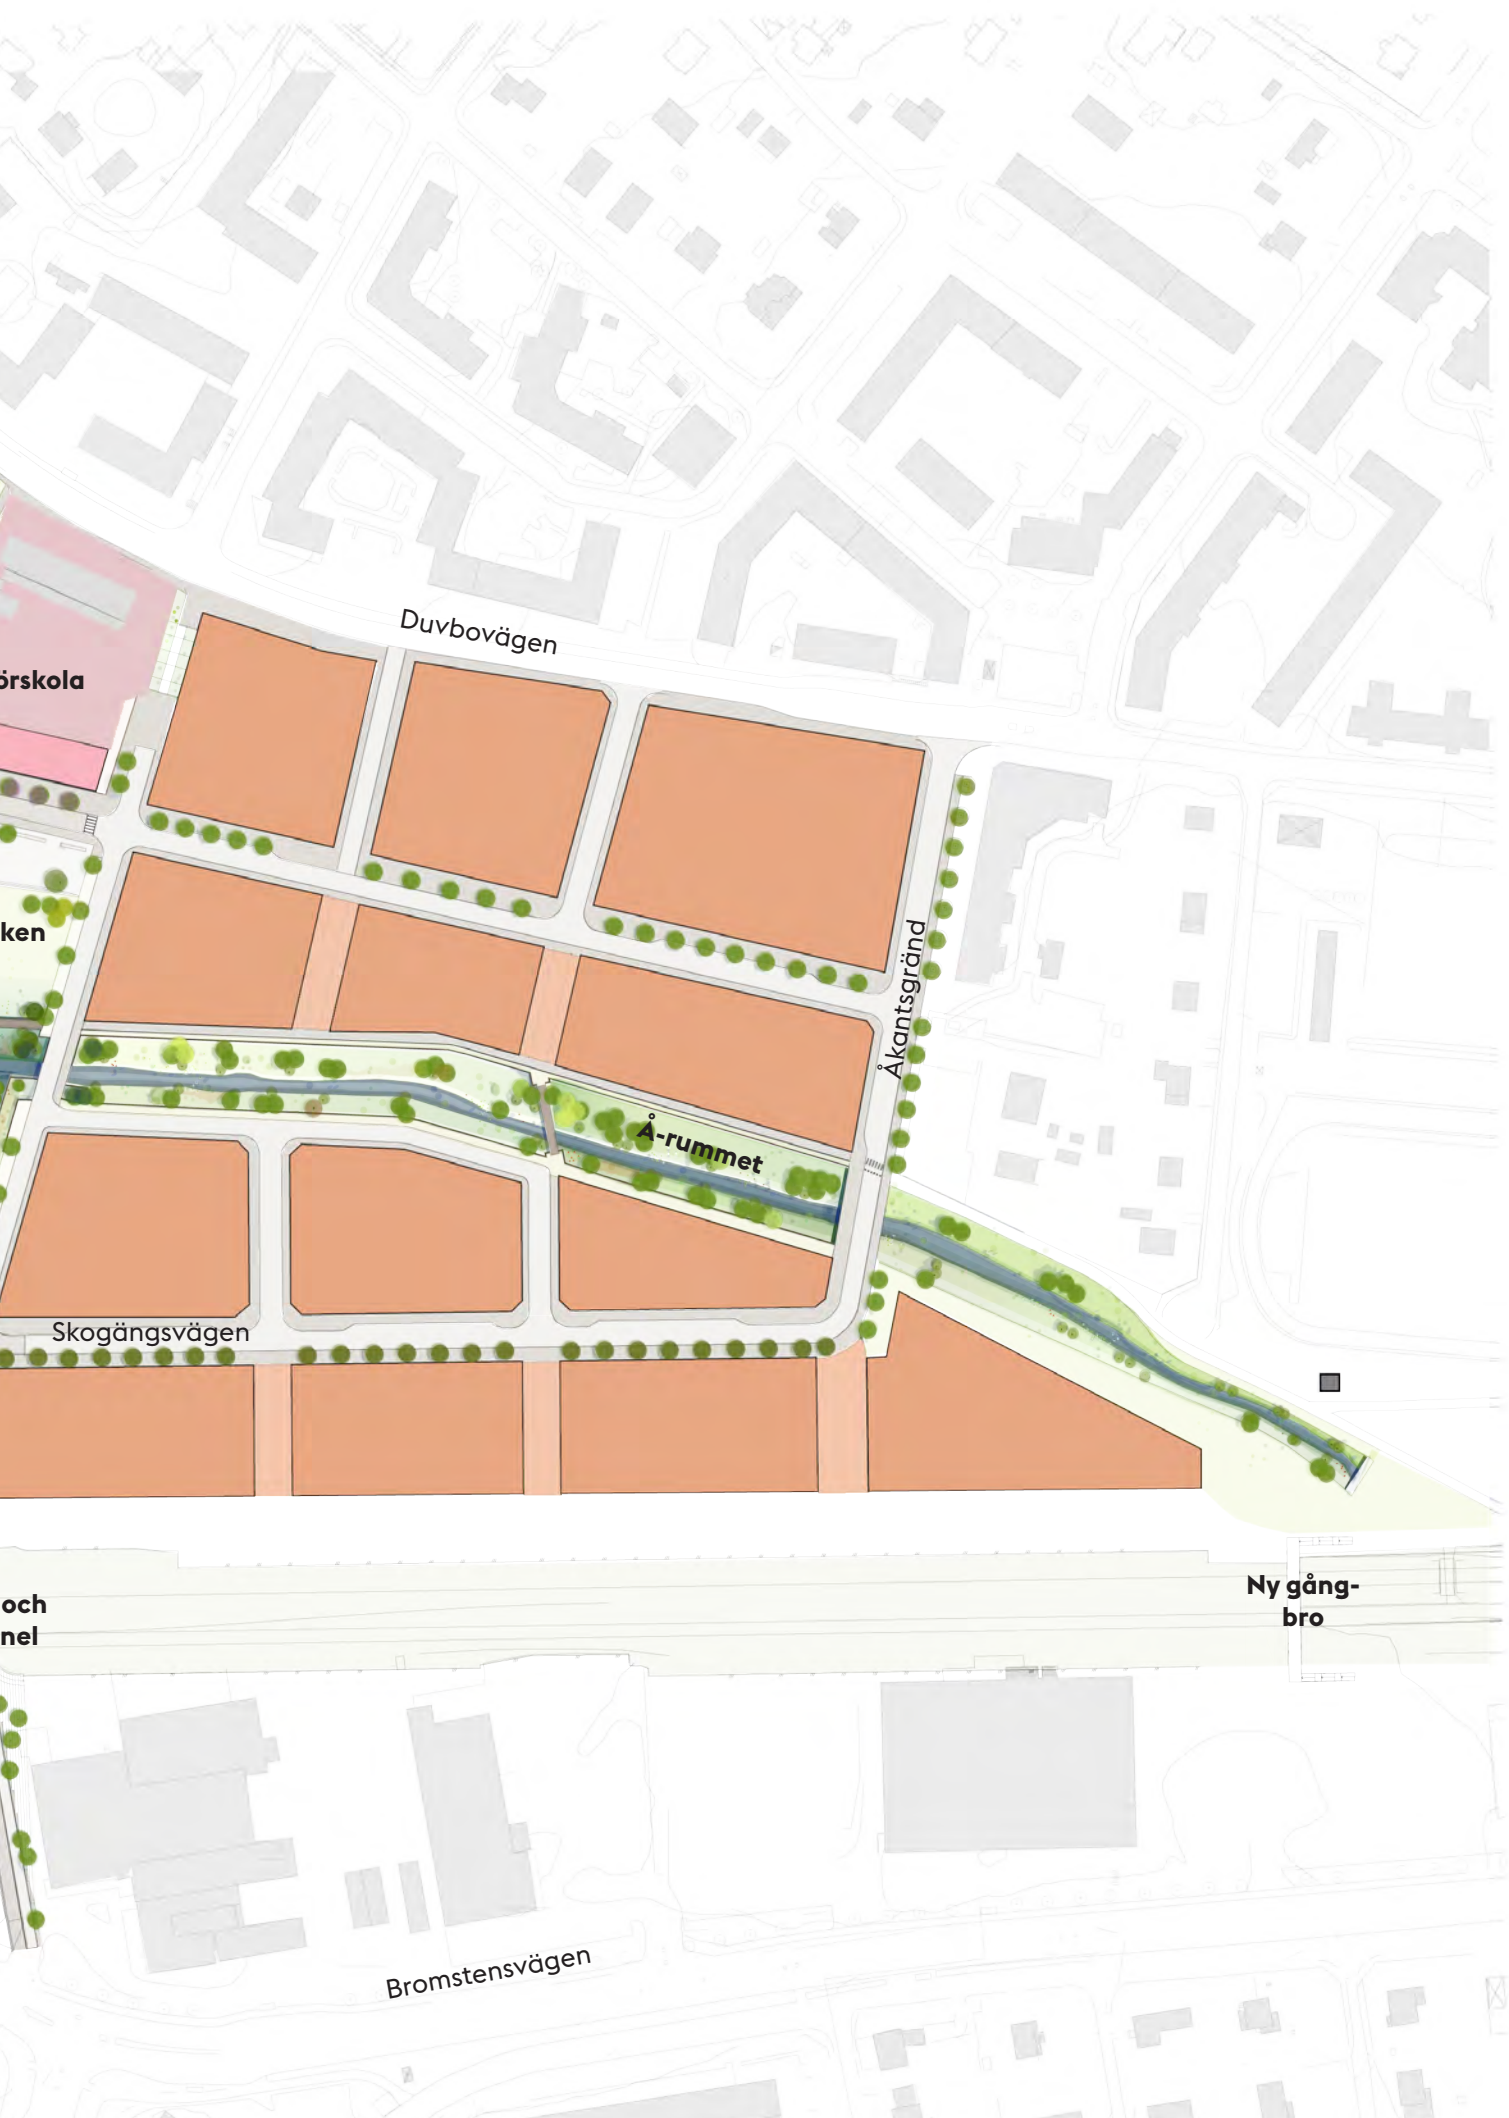 Duvbovägen
örskola
ken
Åkantsgränd
Å-rummet
Skogängsvägen
och
nel
Ny gång-
bro
Bromstensvägen